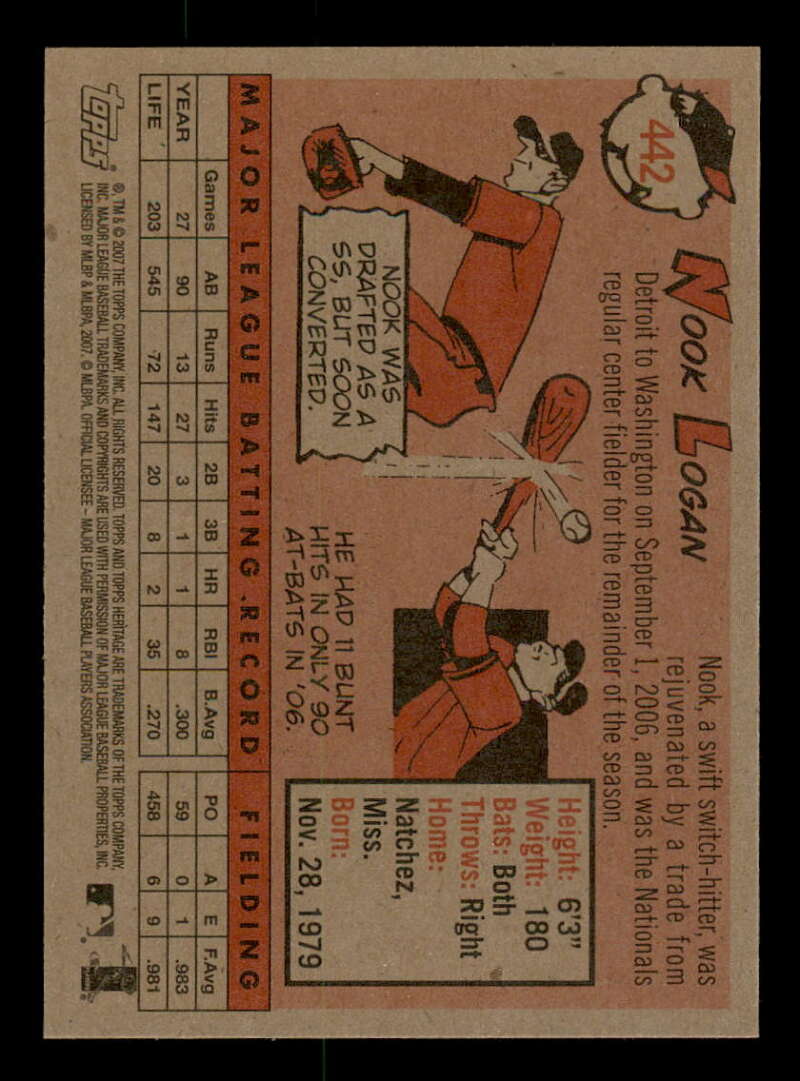 442
NOOK LOGAN
Nook, a swift switch-hitter, was
rejuvenated by a trade from
Detroit to Washington on September 1, 2006, and was the Nationals
regular center fielder for the remainder of the season.
NOOK WAS
DRAFTED AS A
SS, BUT SOON
CONVERTED.
HE HAD 11 BUNT
HITS IN ONLY 90
AT-BATS IN '06.
Height: 6'3"
Weight: 180
Bats: Both
Throws: Right
Home:
Natchez,
Miss.
Born:
Nov. 28, 1979
MAJOR LEAGUE BATTING RECORD FIELDING
Games AB Runs Hits 2B 3B HR RBI B.Avg PO A E F.Avg
YEAR 27 90 13 27 3 1 1 8 .300 59 0 1 .983
LIFE 203 545 72 147 20 8 2 35 .270 458 6 9 .981
Topps
®, TM & © 2007 THE TOPPS COMPANY, INC. ALL RIGHTS RESERVED. TOPPS AND TOPPS HERITAGE ARE TRADEMARKS OF THE TOPPS COMPANY,
INC. MAJOR LEAGUE BASEBALL TRADEMARKS AND COPYRIGHTS ARE USED WITH PERMISSION OF MAJOR LEAGUE BASEBALL PROPERTIES, INC.
LICENSED BY MLBP & MLBPA, 2007. © MLBPA, OFFICIAL LICENSEE – MAJOR LEAGUE BASEBALL PLAYERS ASSOCIATION.